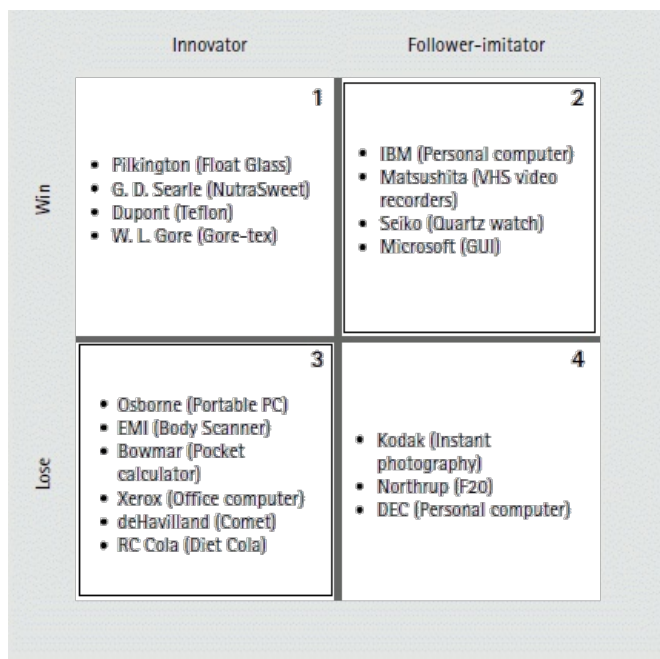 Innovator
Follower-imitator
Win
1
• Pilkington (Float Glass)
• G. D. Searle (NutraSweet)
• Dupont (Teflon)
• W. L. Gore (Gore-tex)
2
• IBM (Personal computer)
• Matsushita (VHS video
recorders)
• Seiko (Quartz watch)
• Microsoft (GUI)
Lose
3
• Osborne (Portable PC)
• EMI (Body Scanner)
• Bowmar (Pocket
calculator)
• Xerox (Office computer)
• deHavilland (Comet)
• RC Cola (Diet Cola)
4
• Kodak (Instant
photography)
• Northrup (F20)
• DEC (Personal computer)